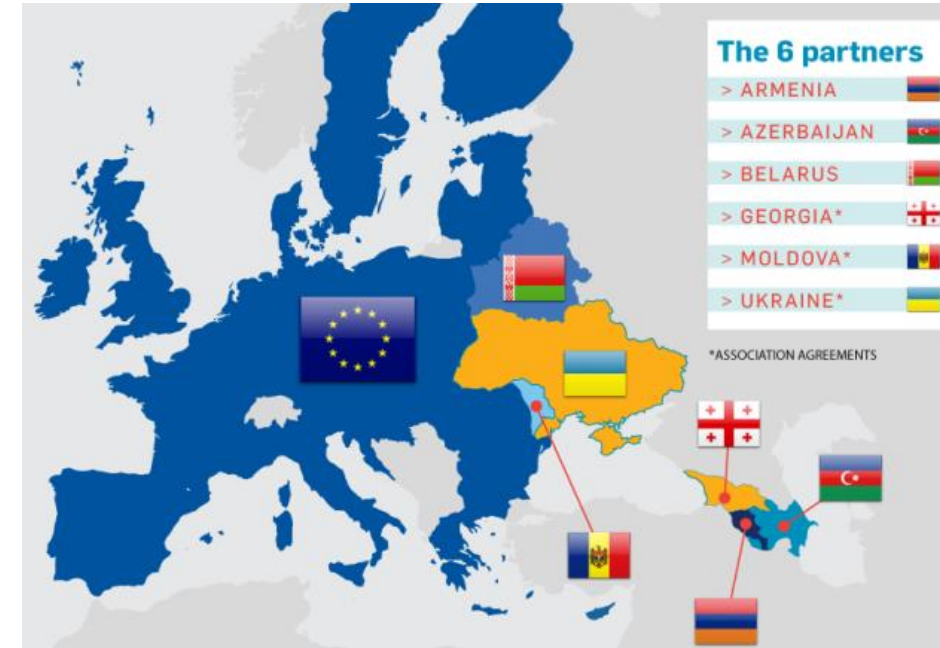 The 6 partners
> ARMENIA
> AZERBAIJAN
> BELARUS
> GEORGIA*
> MOLDOVA*
> UKRAINE*
*ASSOCIATION AGREEMENTS